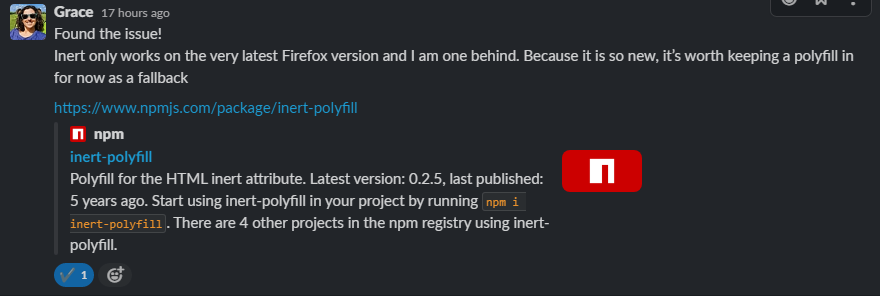 Grace 17 hours ago
Found the issue!
Inert only works on the very latest Firefox version and I am one behind. Because it is so new, it’s worth keeping a polyfill in
for now as a fallback
https://www.npmjs.com/package/inert-polyfill
npm
inert-polyfill
Polyfill for the HTML inert attribute. Latest version: 0.2.5, last published:
5 years ago. Start using inert-polyfill in your project by running npm i
inert-polyfill. There are 4 other projects in the npm registry using inert-
polyfill.
1